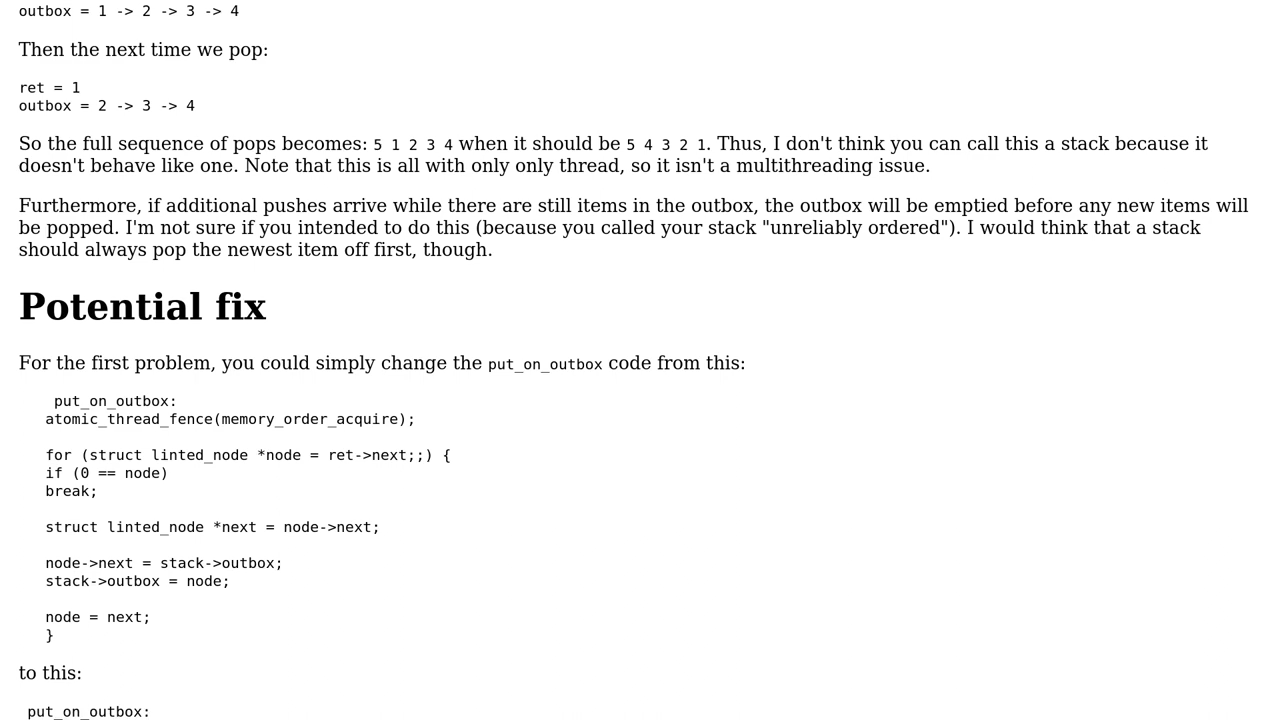 outbox = 1 -> 2 -> 3 -> 4
Then the next time we pop:
ret = 1
outbox = 2 -> 3 -> 4
So the full sequence of pops becomes: 5 1 2 3 4 when it should be 5 4 3 2 1. Thus, I don't think you can call this a stack because it
doesn't behave like one. Note that this is all with only only thread, so it isn't a multithreading issue.
Furthermore, if additional pushes arrive while there are still items in the outbox, the outbox will be emptied before any new items will
be popped. I'm not sure if you intended to do this (because you called your stack "unreliably ordered"). I would think that a stack
should always pop the newest item off first, though.
Potential fix
For the first problem, you could simply change the put_on_outbox code from this:
put_on_outbox:
atomic_thread_fence(memory_order_acquire);
for (struct linted_node *node = ret->next;;) {
if (0 == node)
break;
struct linted_node *next = node->next;
node->next = stack->outbox;
stack->outbox = node;
node = next;
}
to this:
put_on_outbox: